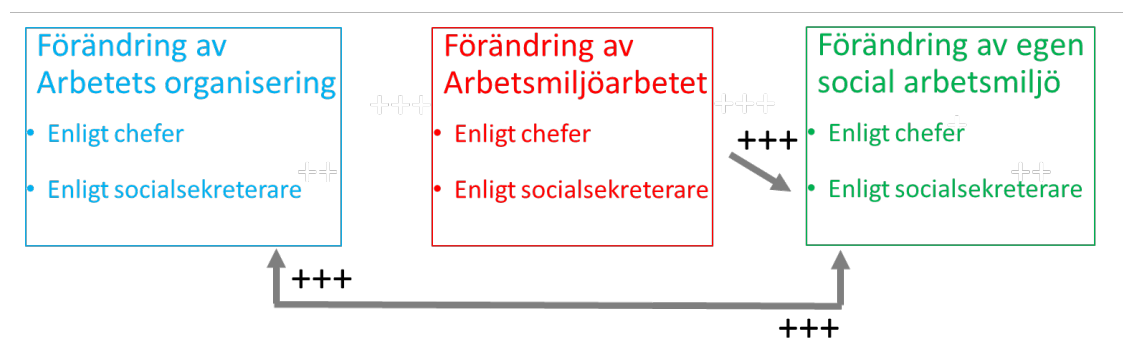 Förändring av
Arbetets organisering
• Enligt chefer
• Enligt socialsekreterare
++
+++
Förändring av
Arbetsmiljöarbetet
• Enligt chefer
• Enligt socialsekreterare
+++
+++
Förändring av egen
social arbetsmiljö
• Enligt chefer
• Enligt socialsekreterare
++
+++
+++